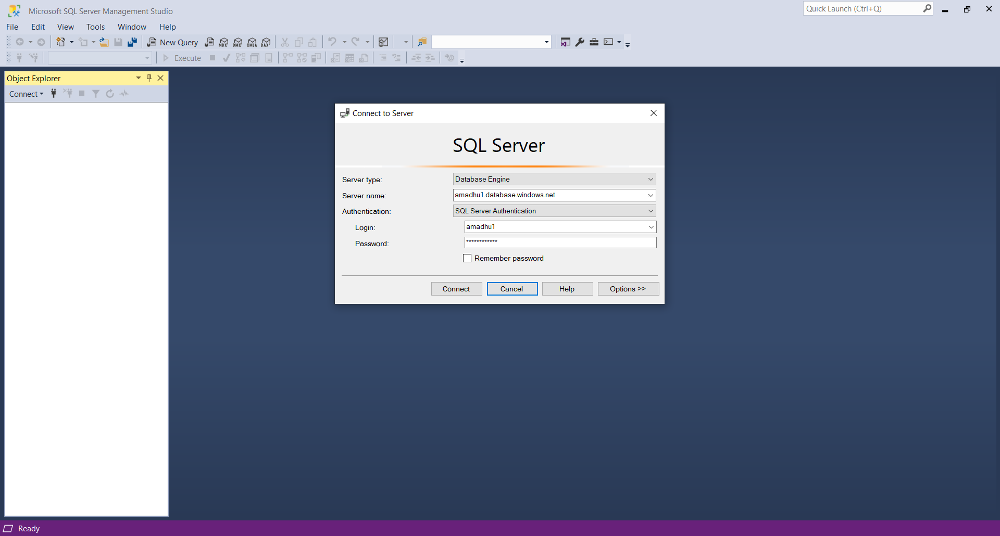 Microsoft SQL Server Management Studio
Quick Launch (Ctrl+Q)
File Edit View Tools Window Help
New Query MDX DMX XMLA DAX
Execute
Object Explorer
Connect
Connect to Server
SQL Server
Server type: Database Engine
Server name: amadhu1.database.windows.net
Authentication: SQL Server Authentication
Login: amadhu1
Password: ************
Remember password
Connect Cancel Help Options >>
Ready